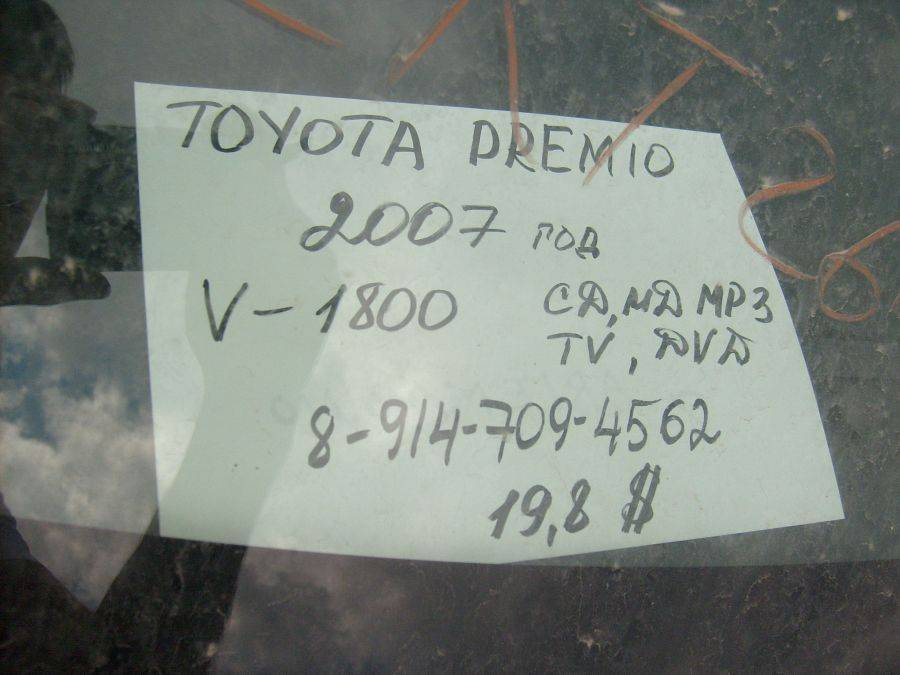 TOYOTA PREMIO
2007 год
V-1800 CD, MD MP3
TV, DVD
8-914-709-4562
19,8 $